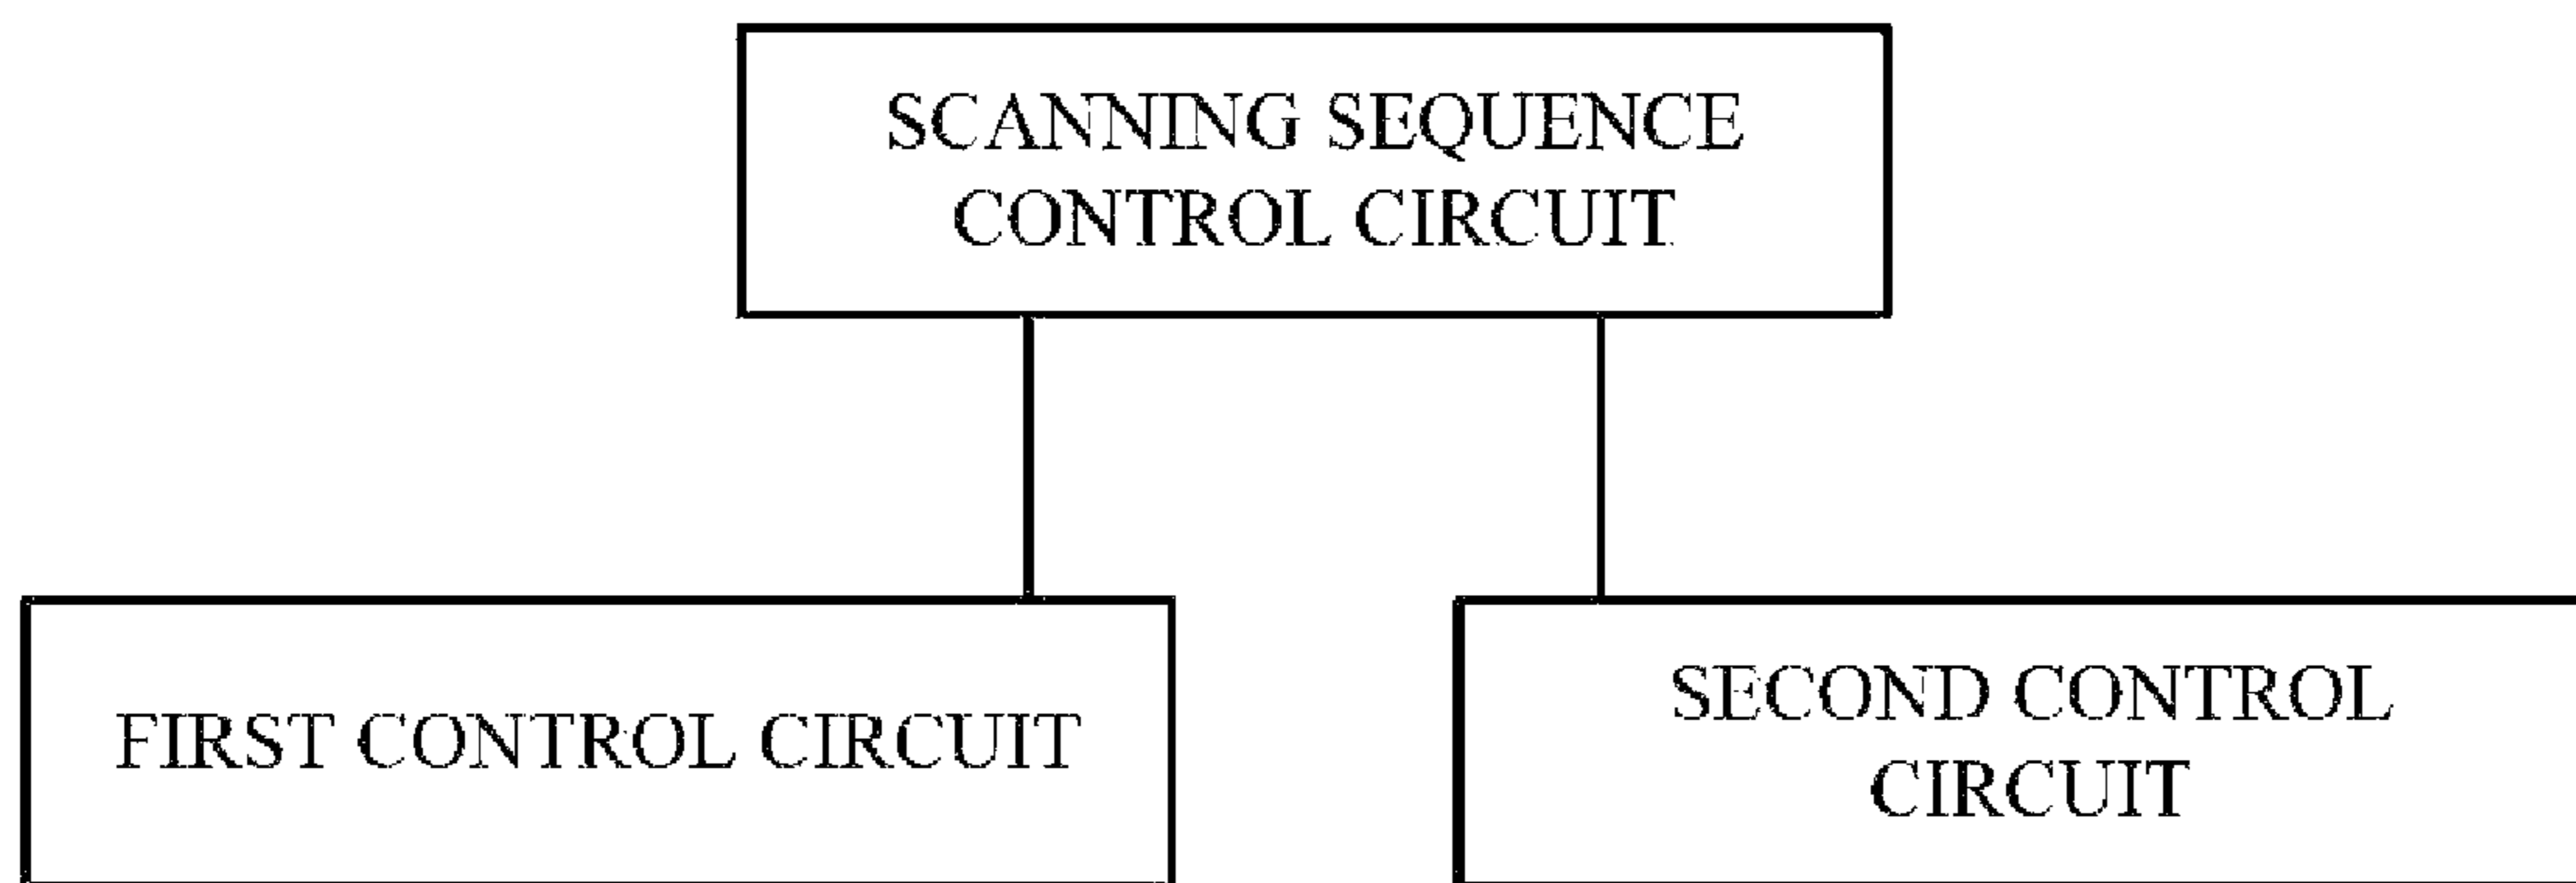 SCANNING SEQUENCE
CONTROL CIRCUIT
FIRST CONTROL CIRCUIT
SECOND CONTROL
CIRCUIT